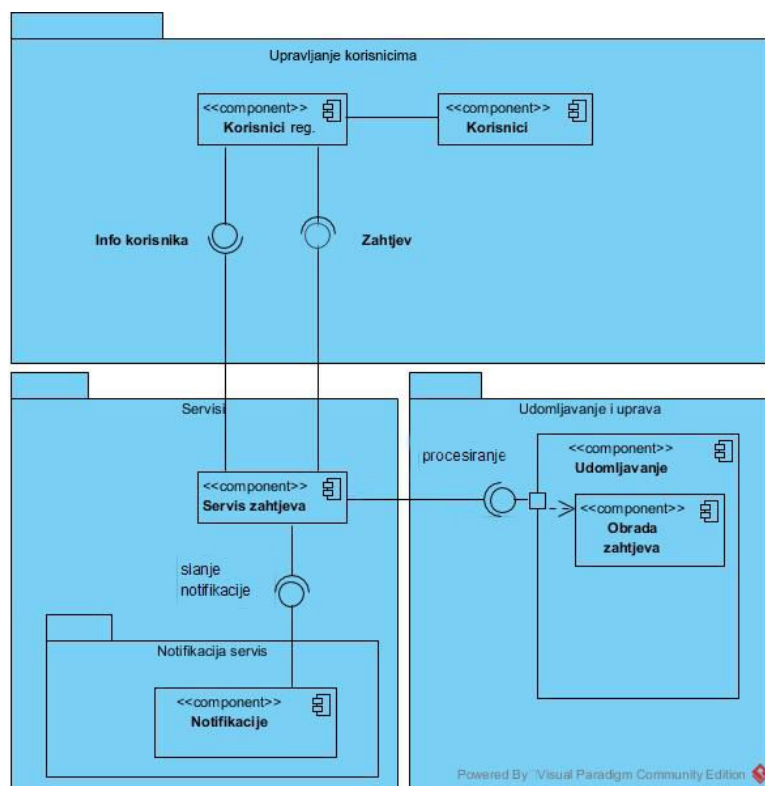 Upravljanje korisnicima
<<component>>
Korisnici reg.
<<component>>
Korisnici
Info korisnika
Zahtjev
Servisi
<<component>>
Servis zahtjeva
slanje
notifikacije
Notifikacija servis
<<component>>
Notifikacije
Udomljavanje i uprava
procesiranje
<<component>>
Udomljavanje
<<component>>
Obrada
zahtjeva
Powered By Visual Paradigm Community Edition